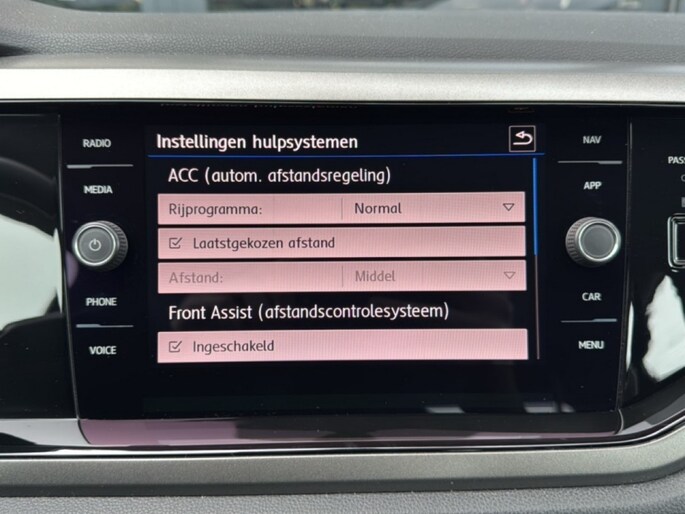 RADIO
MEDIA
PHONE
VOICE
Instellingen hulpsystemen
ACC (autom. afstandsregeling)
Rijprogramma: Normal
Laatstgekozen afstand
Afstand: Middel
Front Assist (afstandscontrolesysteem)
Ingeschakeld
NAV
APP
CAR
MENU
PASS